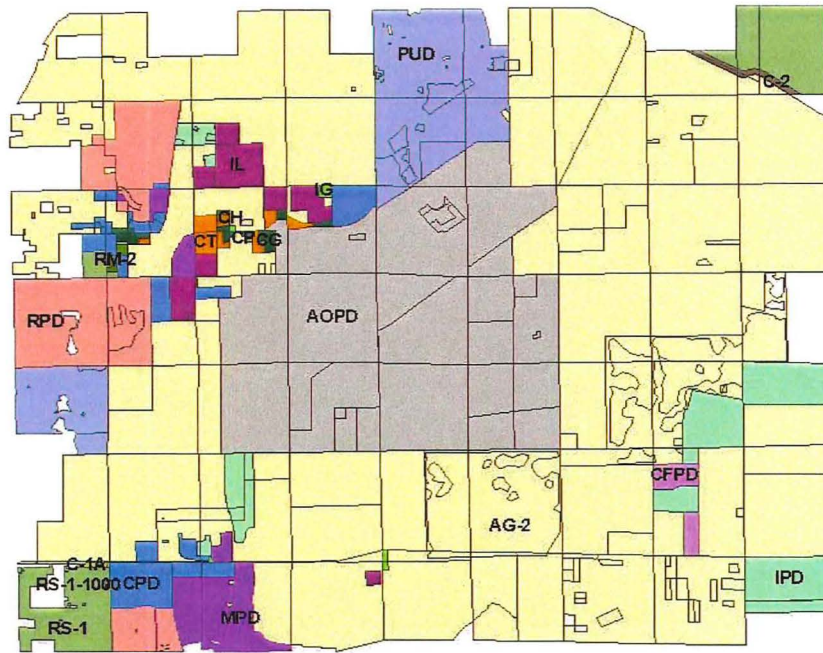 PUD
C-2
IL
IG
CH
CT
CP
CG
RM-2
RPD
AOPD
CFPD
AG-2
C-1A
RS-1-1000
CPD
IPD
RS-1
MPD